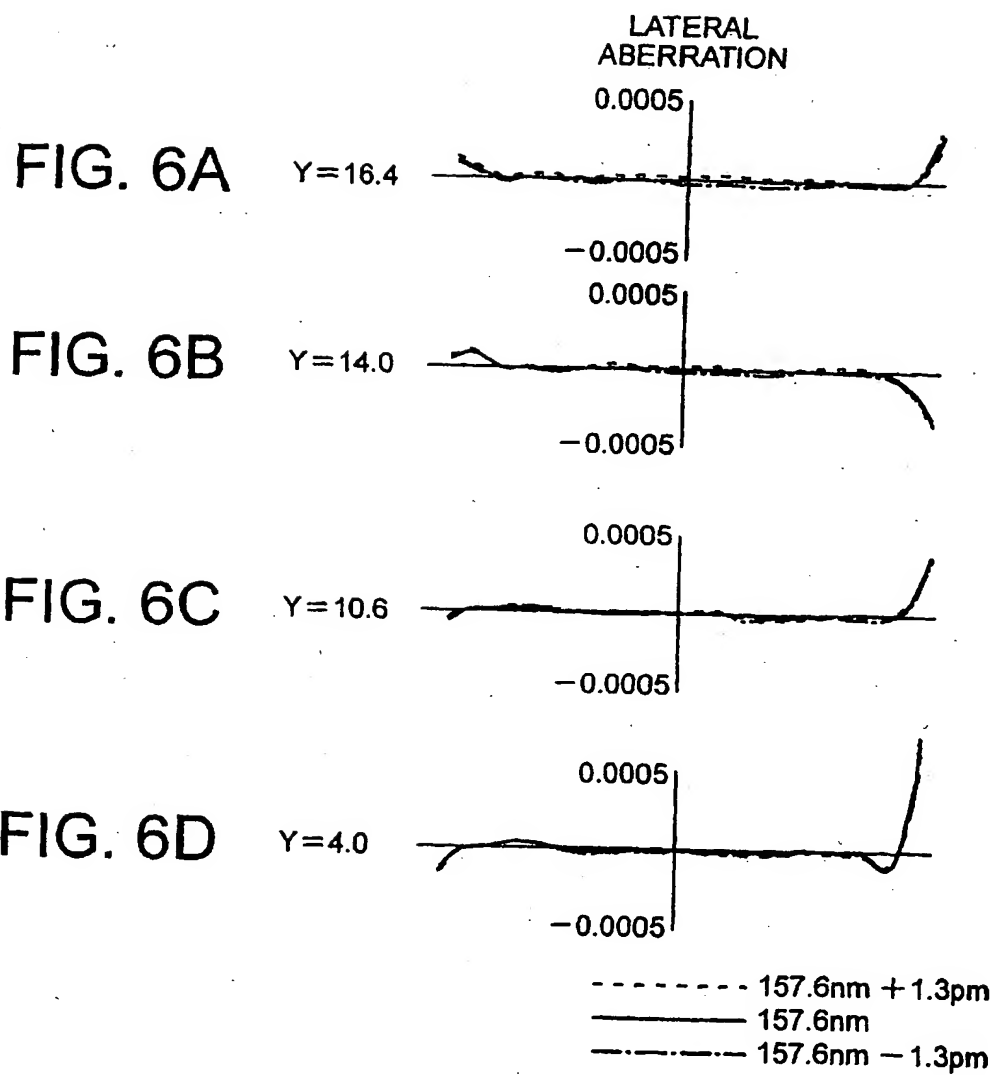 LATERAL
ABERRATION
0.0005
FIG. 6A Y=16.4
−0.0005
0.0005
FIG. 6B Y=14.0
−0.0005
0.0005
FIG. 6C Y=10.6
−0.0005
0.0005
FIG. 6D Y=4.0
−0.0005
157.6nm +1.3pm
157.6nm
157.6nm −1.3pm